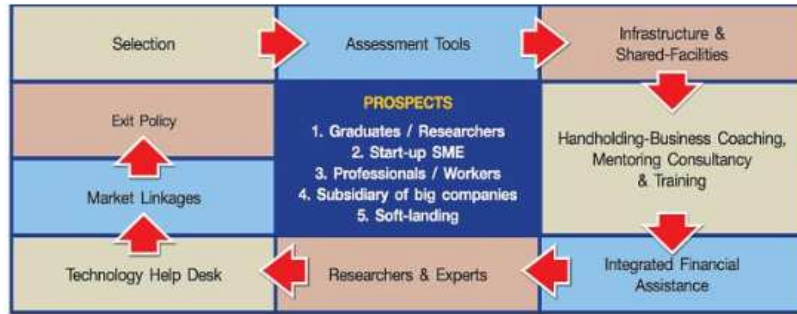 Selection
Assessment Tools
Infrastructure &
Shared-Facilities
Exit Policy
PROSPECTS
1. Graduates / Researchers
2. Start-up SME
3. Professionals / Workers
4. Subsidiary of big companies
5. Soft-landing
Handholding-Business Coaching,
Mentoring Consultancy
& Training
Market Linkages
Technology Help Desk
Researchers & Experts
Integrated Financial
Assistance